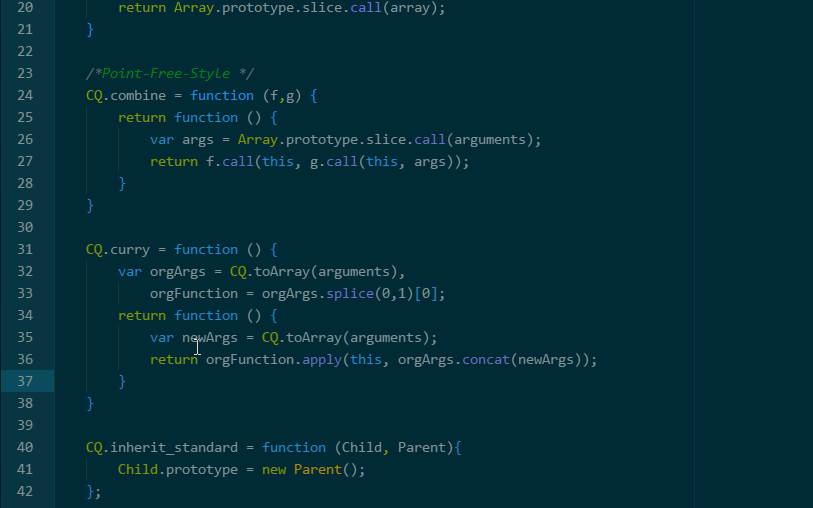 20 return Array.prototype.slice.call(array);
21 }
22
23 /*Point-Free-Style */
24 CQ.combine = function (f,g) {
25 return function () {
26 var args = Array.prototype.slice.call(arguments);
27 return f.call(this, g.call(this, args));
28 }
29 }
30
31 CQ.curry = function () {
32 var orgArgs = CQ.toArray(arguments),
33 orgFunction = orgArgs.splice(0,1)[0];
34 return function () {
35 var newArgs = CQ.toArray(arguments);
36 return orgFunction.apply(this, orgArgs.concat(newArgs));
37 }
38 }
39
40 CQ.inherit_standard = function (Child, Parent){
41 Child.prototype = new Parent();
42 };